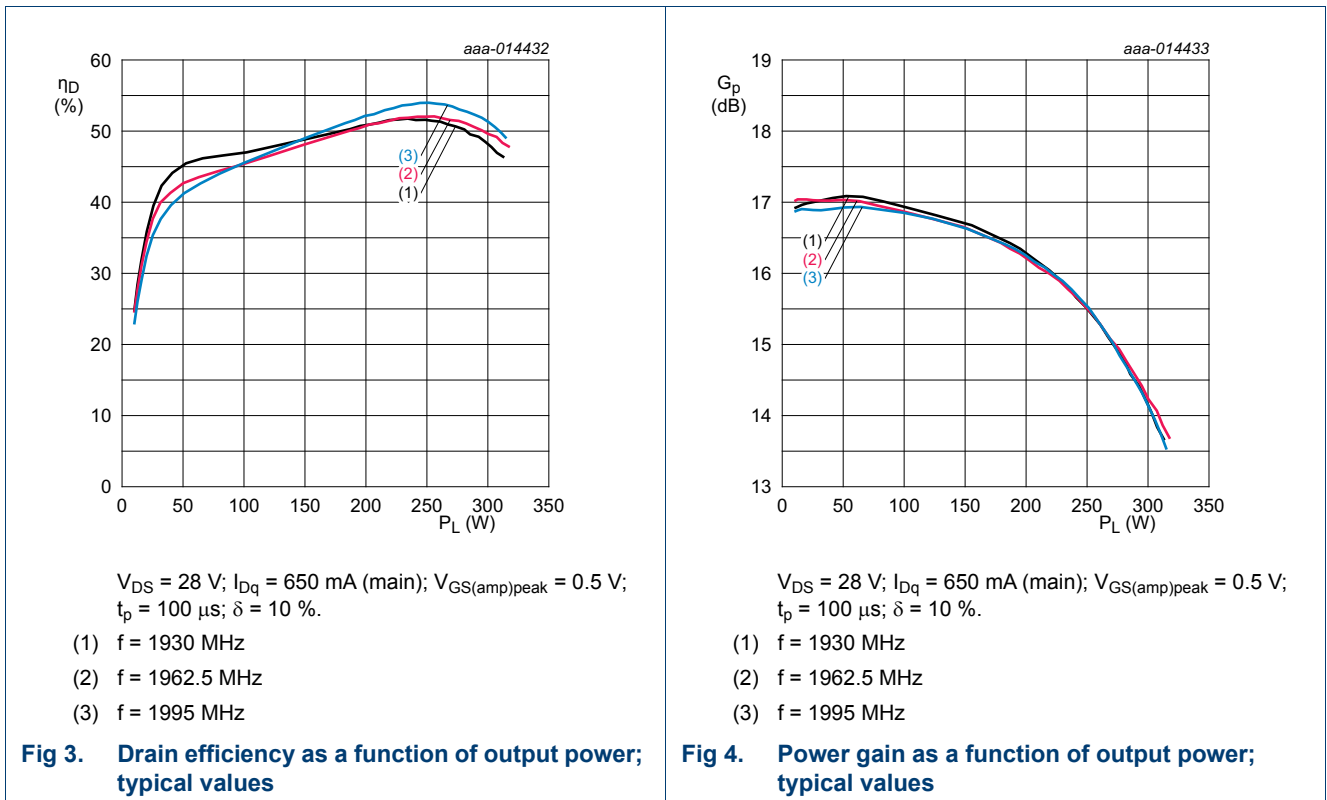 aaa-014432
60
50
40
30
20
10
0
ηD
(%)
(3)
(2)
(1)
0 50 100 150 200 250 300 350
PL (W)
VDS = 28 V; IDq = 650 mA (main); VGS(amp)peak = 0.5 V;
tp = 100 μs; δ = 10 %.
(1) f = 1930 MHz
(2) f = 1962.5 MHz
(3) f = 1995 MHz
Fig 3. Drain efficiency as a function of output power;
typical values
aaa-014433
19
18
17
16
15
14
13
Gp
(dB)
(1)
(2)
(3)
0 50 100 150 200 250 300 350
PL (W)
VDS = 28 V; IDq = 650 mA (main); VGS(amp)peak = 0.5 V;
tp = 100 μs; δ = 10 %.
(1) f = 1930 MHz
(2) f = 1962.5 MHz
(3) f = 1995 MHz
Fig 4. Power gain as a function of output power;
typical values